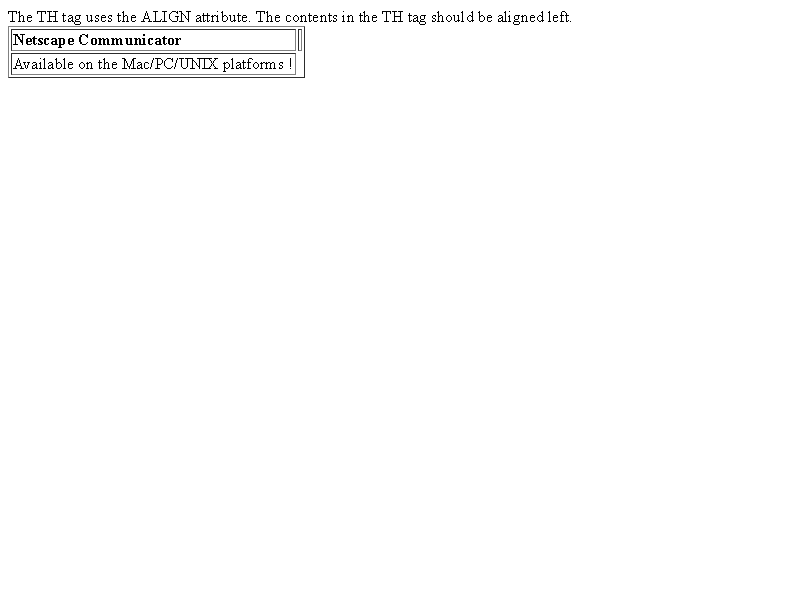 The TH tag uses the ALIGN attribute. The contents in the TH tag should be aligned left.
Netscape Communicator
Available on the Mac/PC/UNIX platforms !